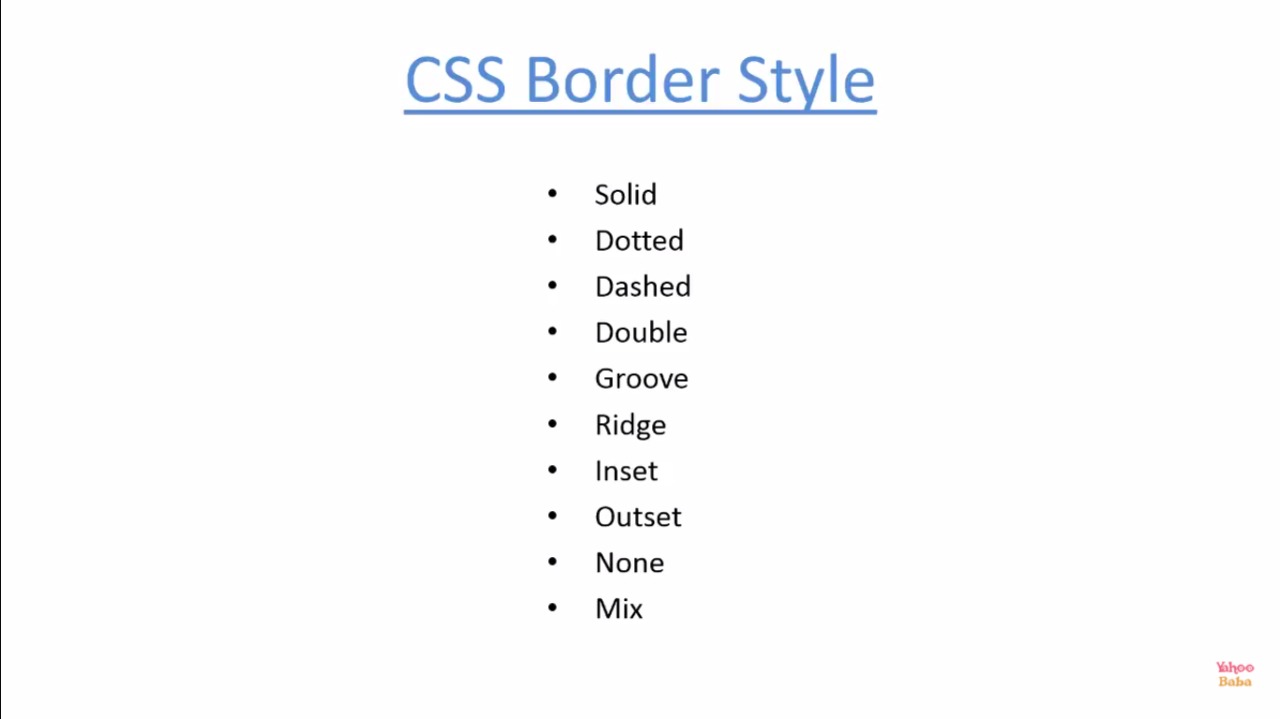 CSS Border Style
• Solid
• Dotted
• Dashed
• Double
• Groove
• Ridge
• Inset
• Outset
• None
• Mix
Yahoo
Baba